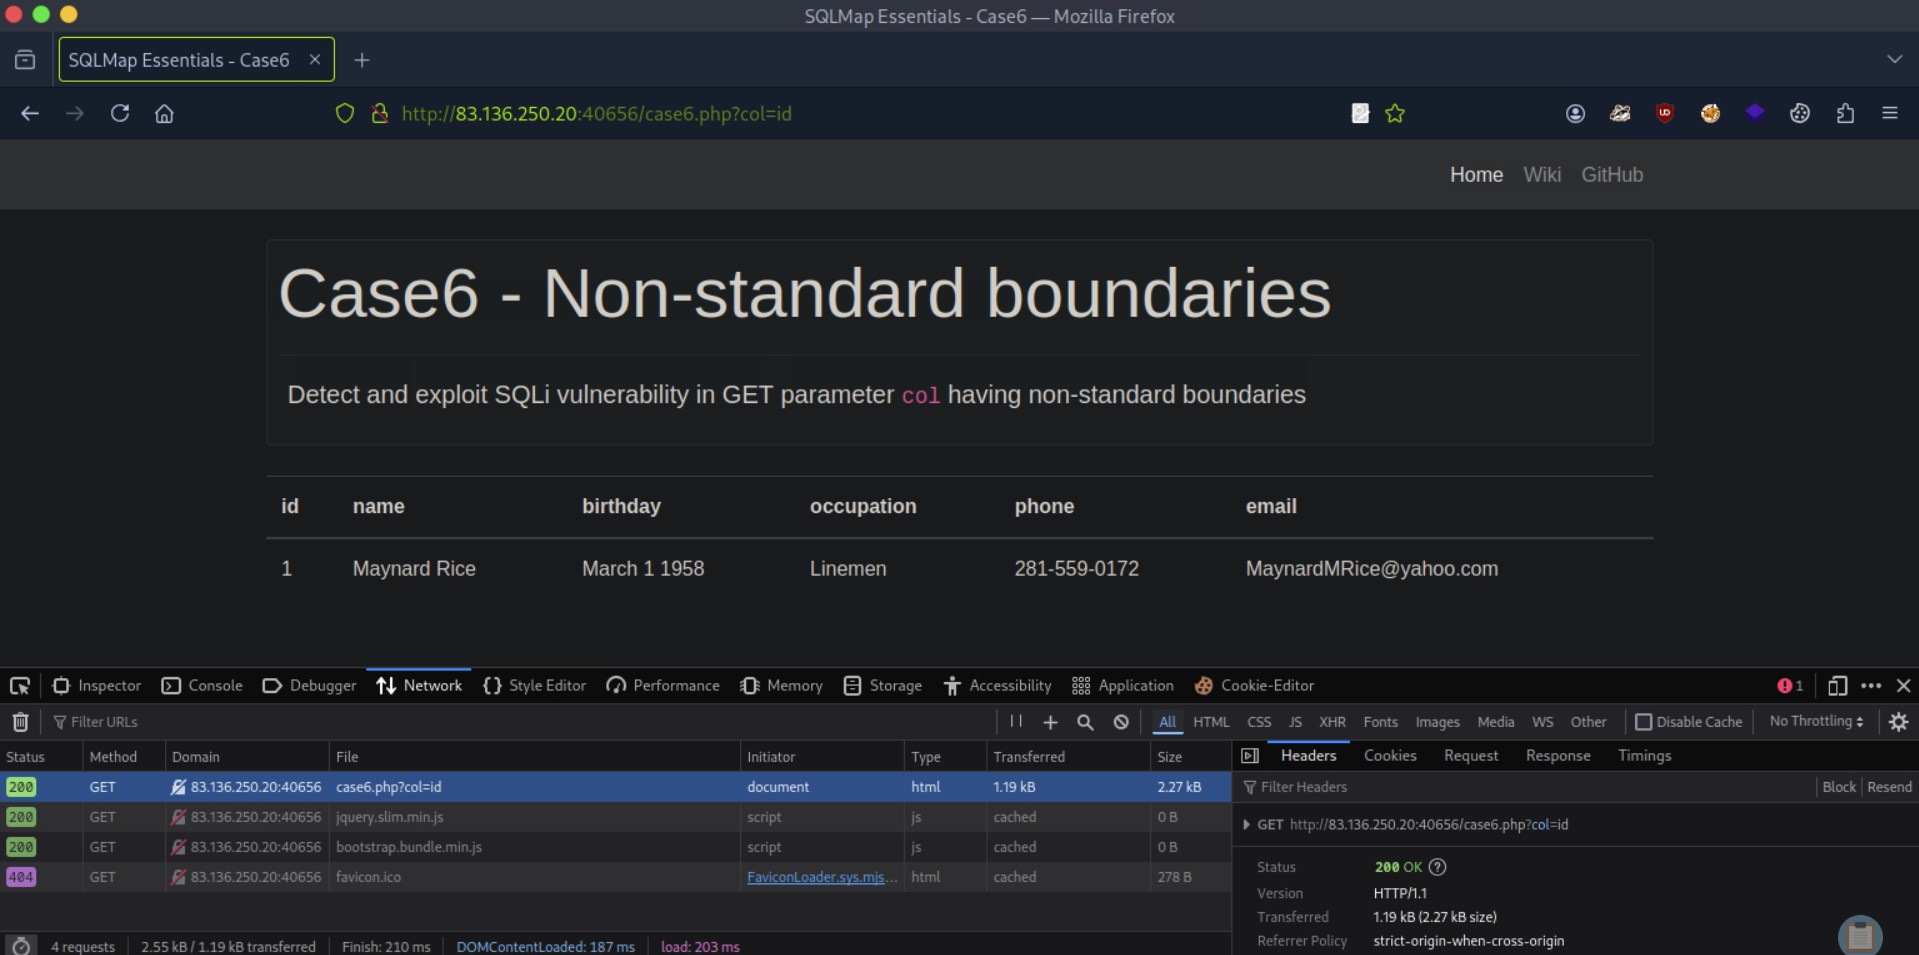 SQLMap Essentials - Case6 — Mozilla Firefox
SQLMap Essentials - Case6
http://83.136.250.20:40656/case6.php?col=id
Home Wiki GitHub
Case6 - Non-standard boundaries
Detect and exploit SQLi vulnerability in GET parameter col having non-standard boundaries
id name birthday occupation phone email
1 Maynard Rice March 1 1958 Linemen 281-559-0172 MaynardMRice@yahoo.com
Inspector Console Debugger Network Style Editor Performance Memory Storage Accessibility Application Cookie-Editor 1
Filter URLs All HTML CSS JS XHR Fonts Images Media WS Other Disable Cache No Throttling
Status Method Domain File Initiator Type Transferred Size
200 GET 83.136.250.20:40656 case6.php?col=id document html 1.19 kB 2.27 kB
200 GET 83.136.250.20:40656 jquery.slim.min.js script js cached 0 B
200 GET 83.136.250.20:40656 bootstrap.bundle.min.js script js cached 0 B
404 GET 83.136.250.20:40656 favicon.ico FaviconLoader.sys.mjs... html cached 278 B
4 requests 2.55 kB / 1.19 kB transferred Finish: 210 ms DOMContentLoaded: 187 ms load: 203 ms
Headers Cookies Request Response Timings
Filter Headers Block Resend
GET http://83.136.250.20:40656/case6.php?col=id
Status 200 OK
Version HTTP/1.1
Transferred 1.19 kB (2.27 kB size)
Referrer Policy strict-origin-when-cross-origin